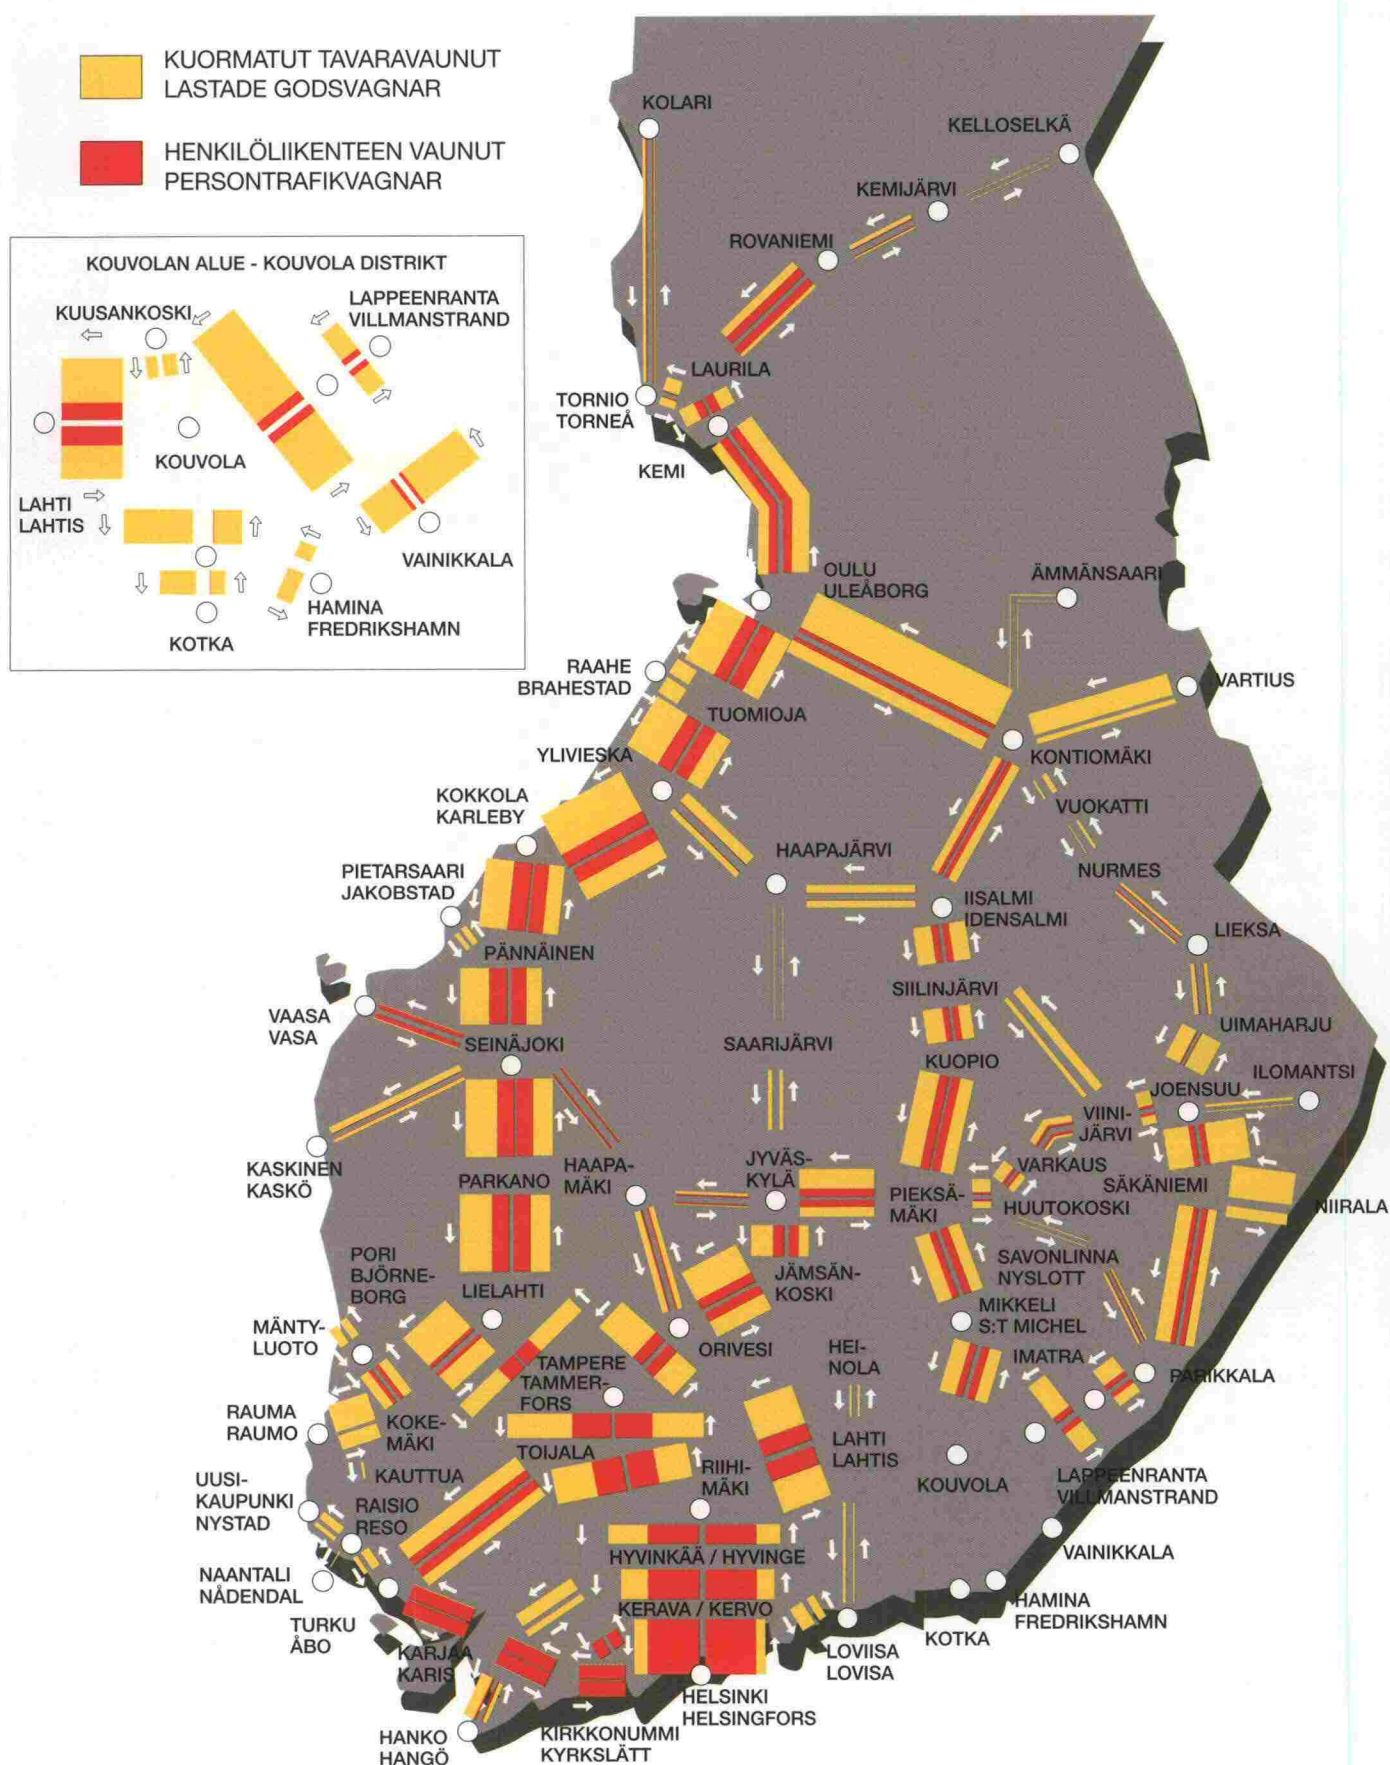 KUORMATUT TAVARAVAUNUT
LASTADE GODSVAGNAR
HENKILÖLIIKENTEEN VAUNUT
PERSONTRAFIKVAGNAR
KOUVOLAN ALUE - KOUVOLA DISTRIKT
KUUSANKOSKI
LAPPEENRANTA
VILLMANSTRAND
KOUVOLA
LAHTI
LAHTIS
VAINIKKALA
HAMINA
FREDRIKSHAMN
KOTKA
KOLARI
KELLOSELKÄ
KEMIJÄRVI
ROVANIEMI
LAURILA
TORNIO
TORNEÅ
KEMI
OULU
ULEÅBORG
ÄMMÄNSAARI
RAAHE
BRAHESTAD
VARTIUS
TUOMIOJA
YLIVIESKA
KONTIOMÄKI
KOKKOLA
KARLEBY
VUOKATTI
HAAPAJÄRVI
PIETARSAARI
JAKOBSTAD
NURMES
IISALMI
IDENSALMI
LIEKSA
PÄNNÄINEN
SIILINJÄRVI
VAASA
VASA
UIMAHARJU
SEINÄJOKI
SAARIJÄRVI
KUOPIO
ILOMANTSI
JOENSUU
VIINI-
JÄRVI
KASKINEN
KASKÖ
HAAPA-
MÄKI
JYVÄS-
KYLÄ
VARKAUS
PARKANO
PIEKSÄ-
MÄKI
SÄKÄNIEMI
HUUTOKOSKI
NIIRALA
PORI
BJÖRNE-
BORG
SAVONLINNA
NYSLOTT
JÄMSÄN-
KOSKI
LIELAHTI
MIKKELI
S:T MICHEL
MÄNTY-
LUOTO
ORIVESI
HEI-
NOLA
IMATRA
TAMPERE
TAMMER-
FORS
PARIKKALA
RAUMA
RAUMO
KOKE-
MÄKI
LAHTI
LAHTIS
TOIJALA
RIIHI-
MÄKI
KOUVOLA
KAUTTUA
LAPPEENRANTA
VILLMANSTRAND
UUSI-
KAUPUNKI
NYSTAD
RAISIO
RESO
VAINIKKALA
HYVINKÄÄ / HYVINGE
NAANTALI
NÅDENDAL
HAMINA
FREDRIKSHAMN
KERAVA / KERVO
TURKU
ÅBO
KOTKA
LOVIISA
LOVISA
KARJAA
KARIS
HELSINKI
HELSINGFORS
HANKO
HANGÖ
KIRKKONUMMI
KYRKSLÄTT